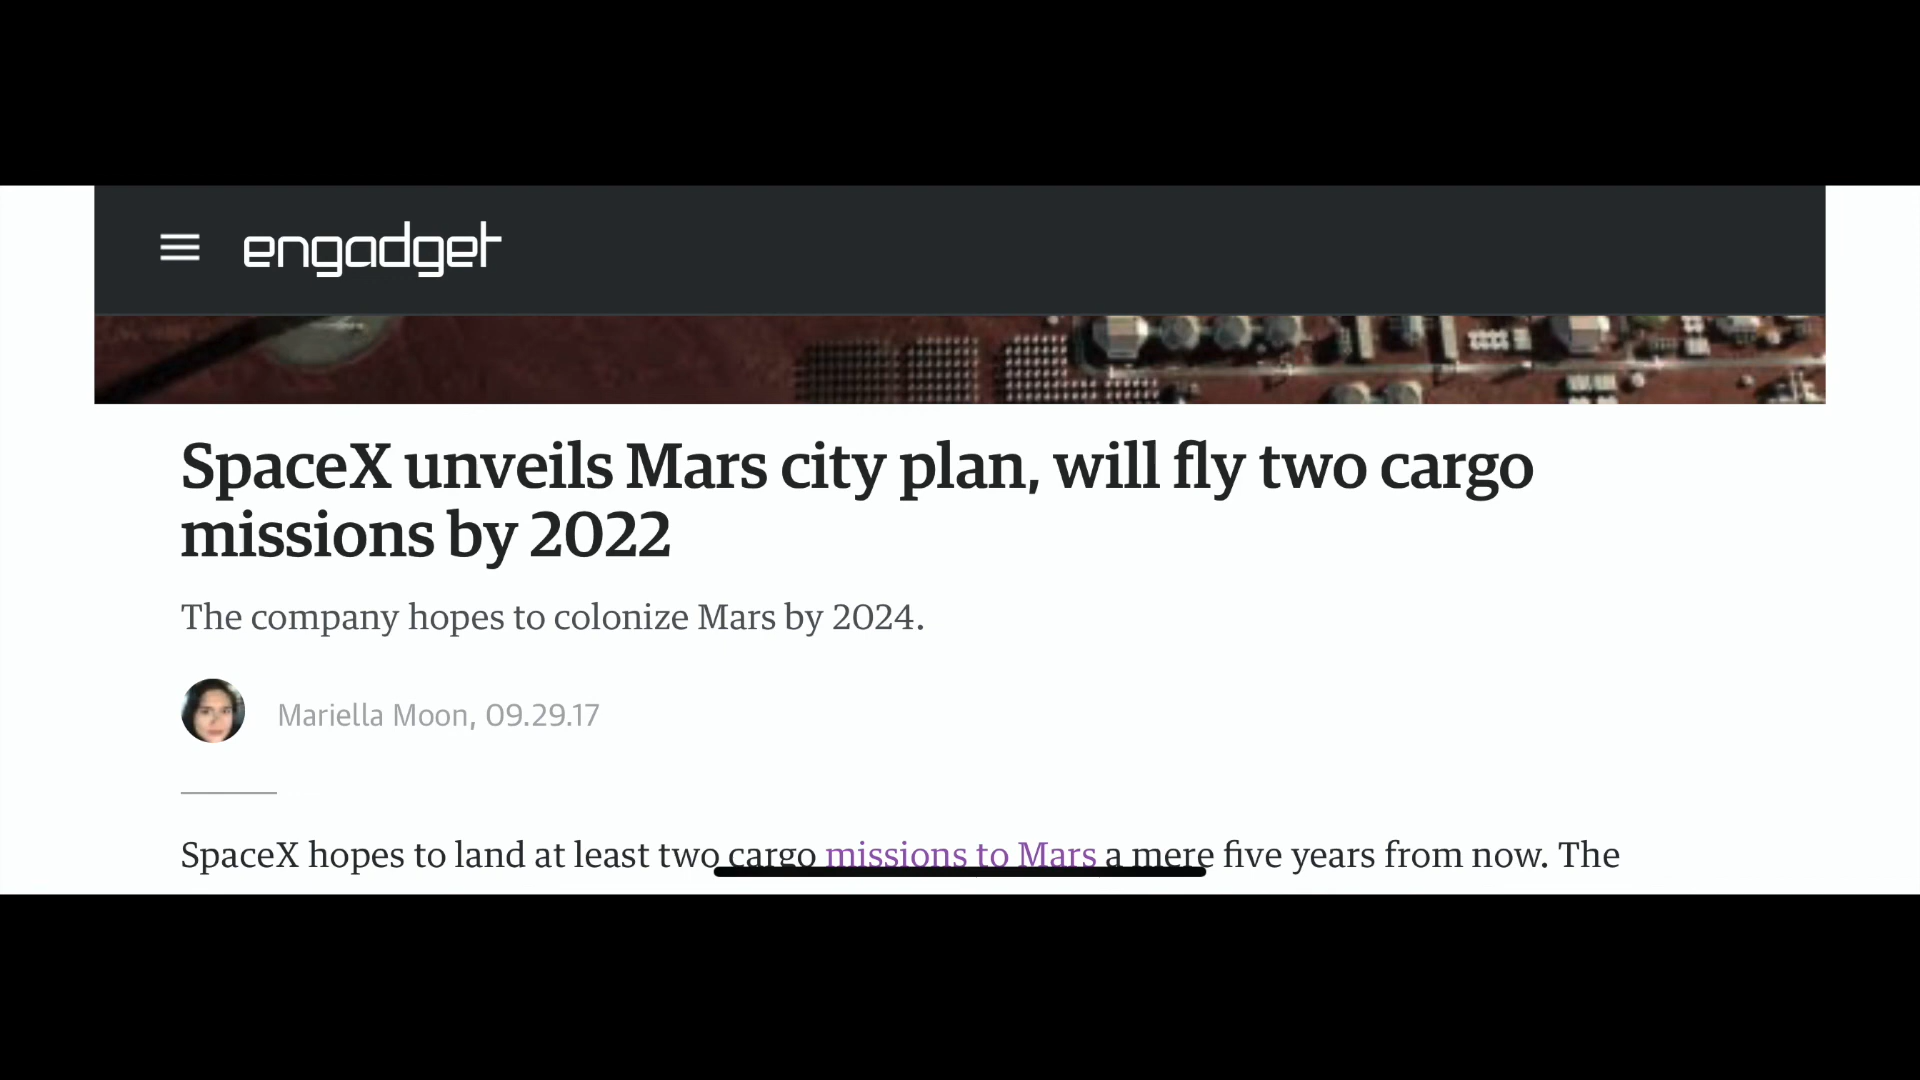 engadget
SpaceX unveils Mars city plan, will fly two cargo
missions by 2022
The company hopes to colonize Mars by 2024.
Mariella Moon, 09.29.17
SpaceX hopes to land at least two cargo missions to Mars a mere five years from now. The